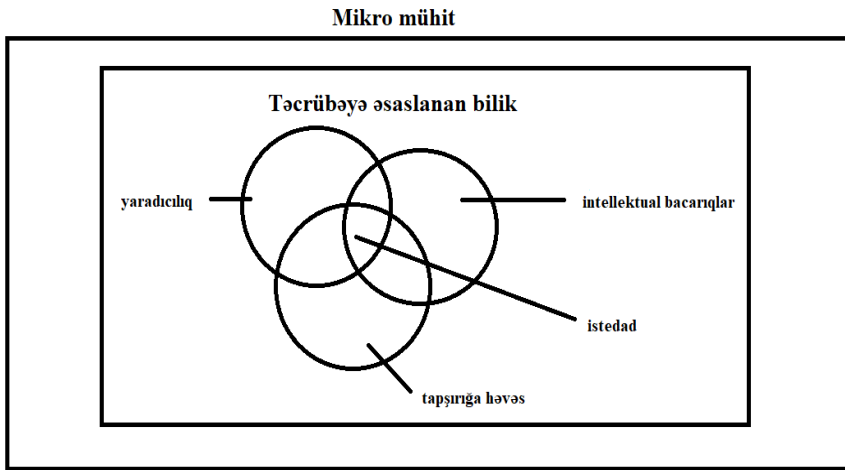 Mikro mühit
Təcrübəyə əsaslanan bilik
yaradıcılıq
intellektual bacarıqlar
istedad
tapşırığa həvəs